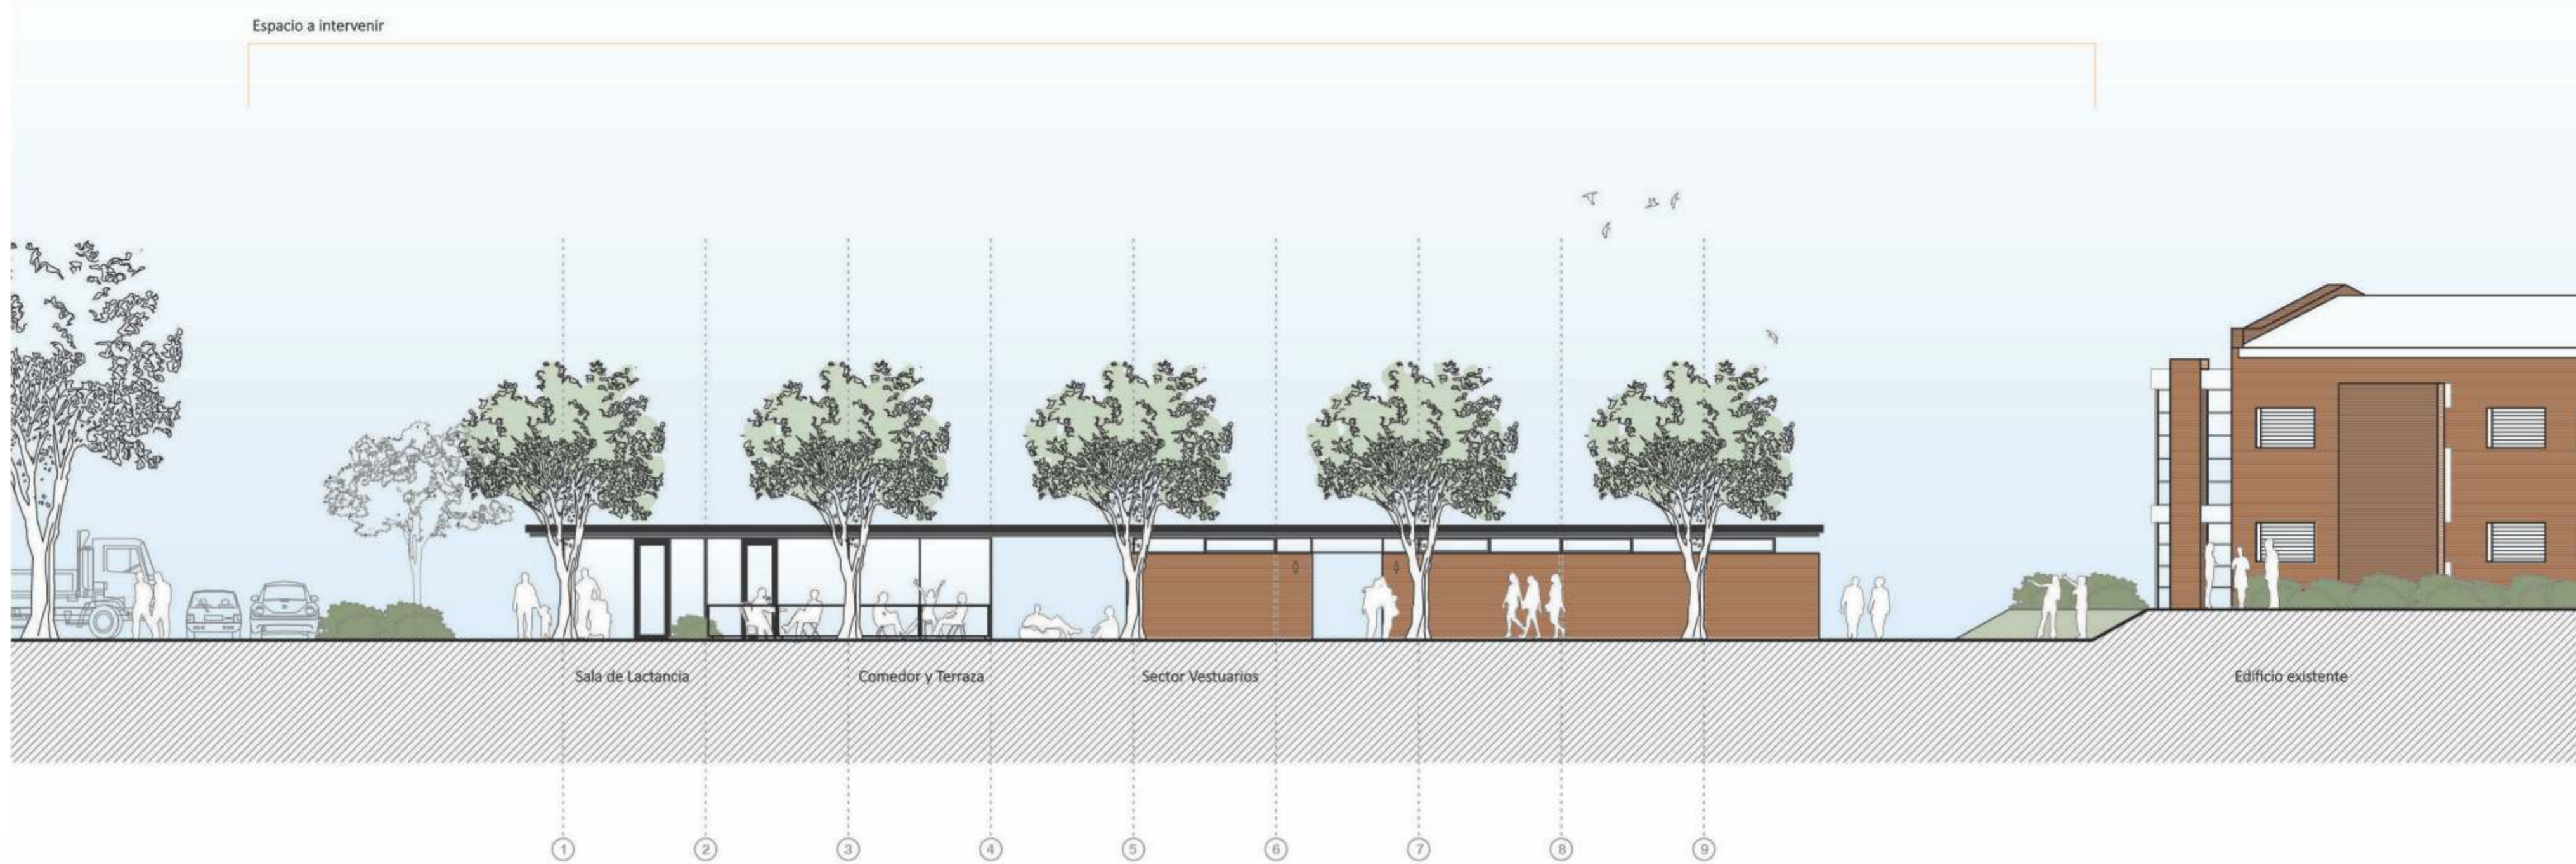 Espacio a intervenir
Sala de Lactancia
Comedor y Terraza
Sector Vestuarios
Edificio existente
1 2 3 4 5 6 7 8 9